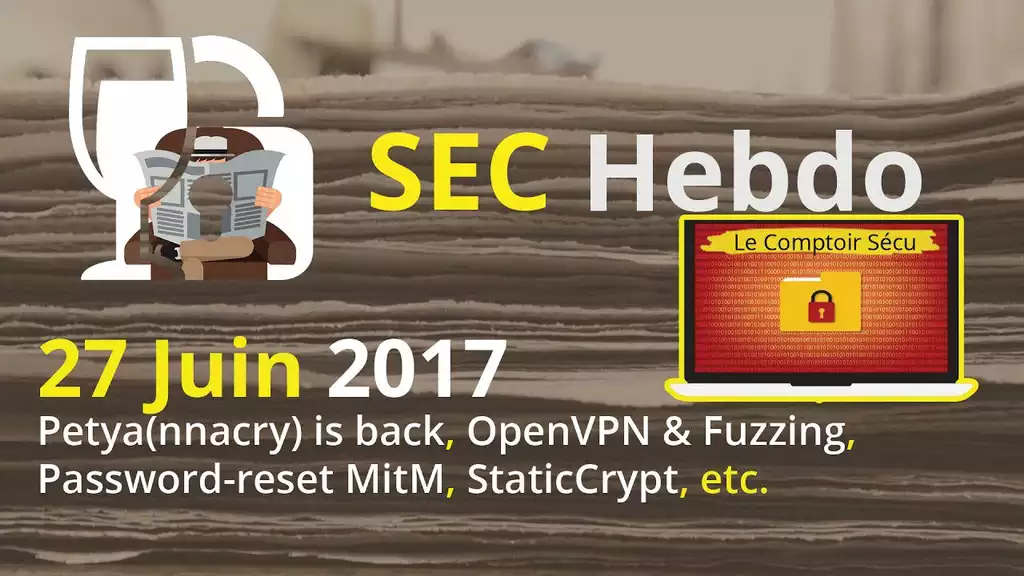 SEC Hebdo
Le Comptoir Sécu
27 Juin 2017
Petya(nnacry) is back, OpenVPN & Fuzzing,
Password-reset MitM, StaticCrypt, etc.